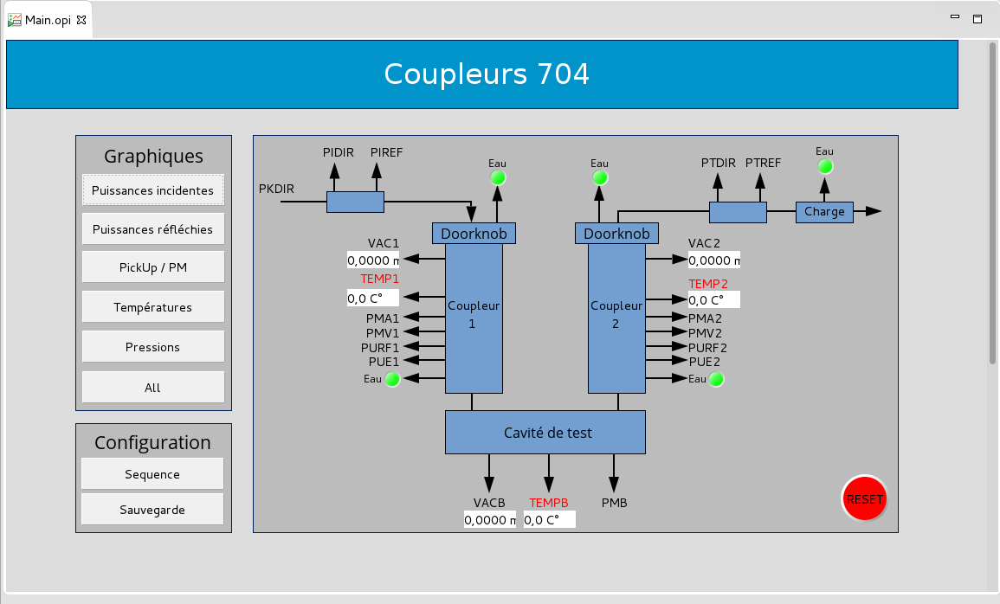 Main.opi
Coupleurs 704
Graphiques
Puissances incidentes
Puissances réfléchies
PickUp / PM
Températures
Pressions
All
Configuration
Sequence
Sauvegarde
PIDIR PIREF
PKDIR
Eau
Eau
PTDIR PTREF
Eau
Charge
Doorknob
Doorknob
VAC1
0,0000 m
TEMP1
0,0 C°
PMA1
PMV1
PURF1
PUE1
Eau
Coupleur
1
Coupleur
2
VAC2
0,0000 m
TEMP2
0,0 C°
PMA2
PMV2
PURF2
PUE2
Eau
Cavité de test
VACB
0,0000 m
TEMPB
0,0 C°
PMB
RESET